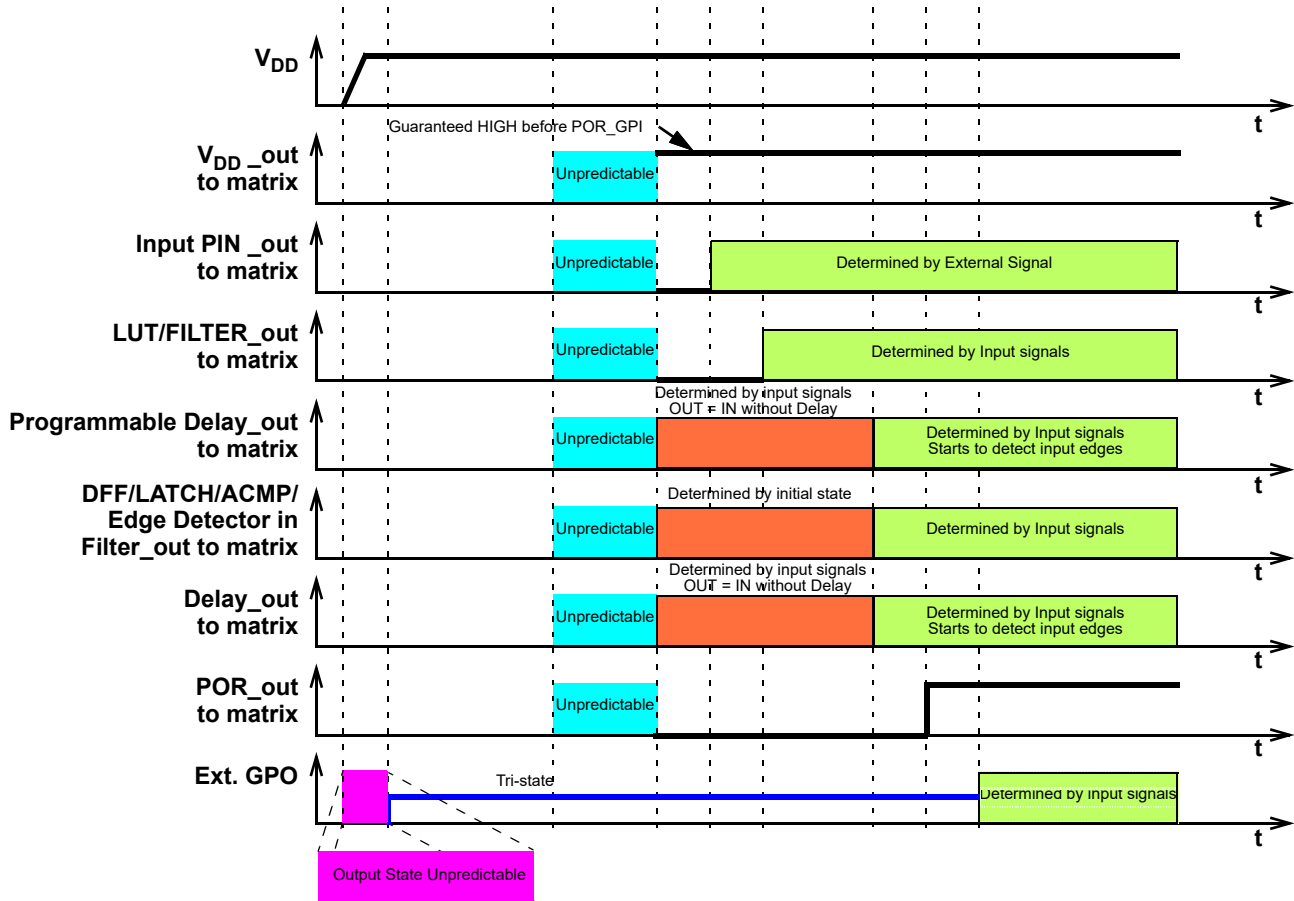 V_DD
t
Guaranteed HIGH before POR_GPI
V_DD _out
to matrix
Unpredictable
t
Input PIN _out
to matrix
Unpredictable
Determined by External Signal
t
LUT/FILTER_out
to matrix
Unpredictable
Determined by Input signals
t
Determined by input signals
OUT = IN without Delay
Programmable Delay_out
to matrix
Unpredictable
Determined by Input signals
Starts to detect input edges
t
DFF/LATCH/ACMP/
Edge Detector in
Filter_out to matrix
Determined by initial state
Unpredictable
Determined by Input signals
t
Determined by input signals
OUT = IN without Delay
Delay_out
to matrix
Unpredictable
Determined by Input signals
Starts to detect input edges
t
POR_out
to matrix
Unpredictable
t
Ext. GPO
Tri-state
Determined by input signals
t
Output State Unpredictable